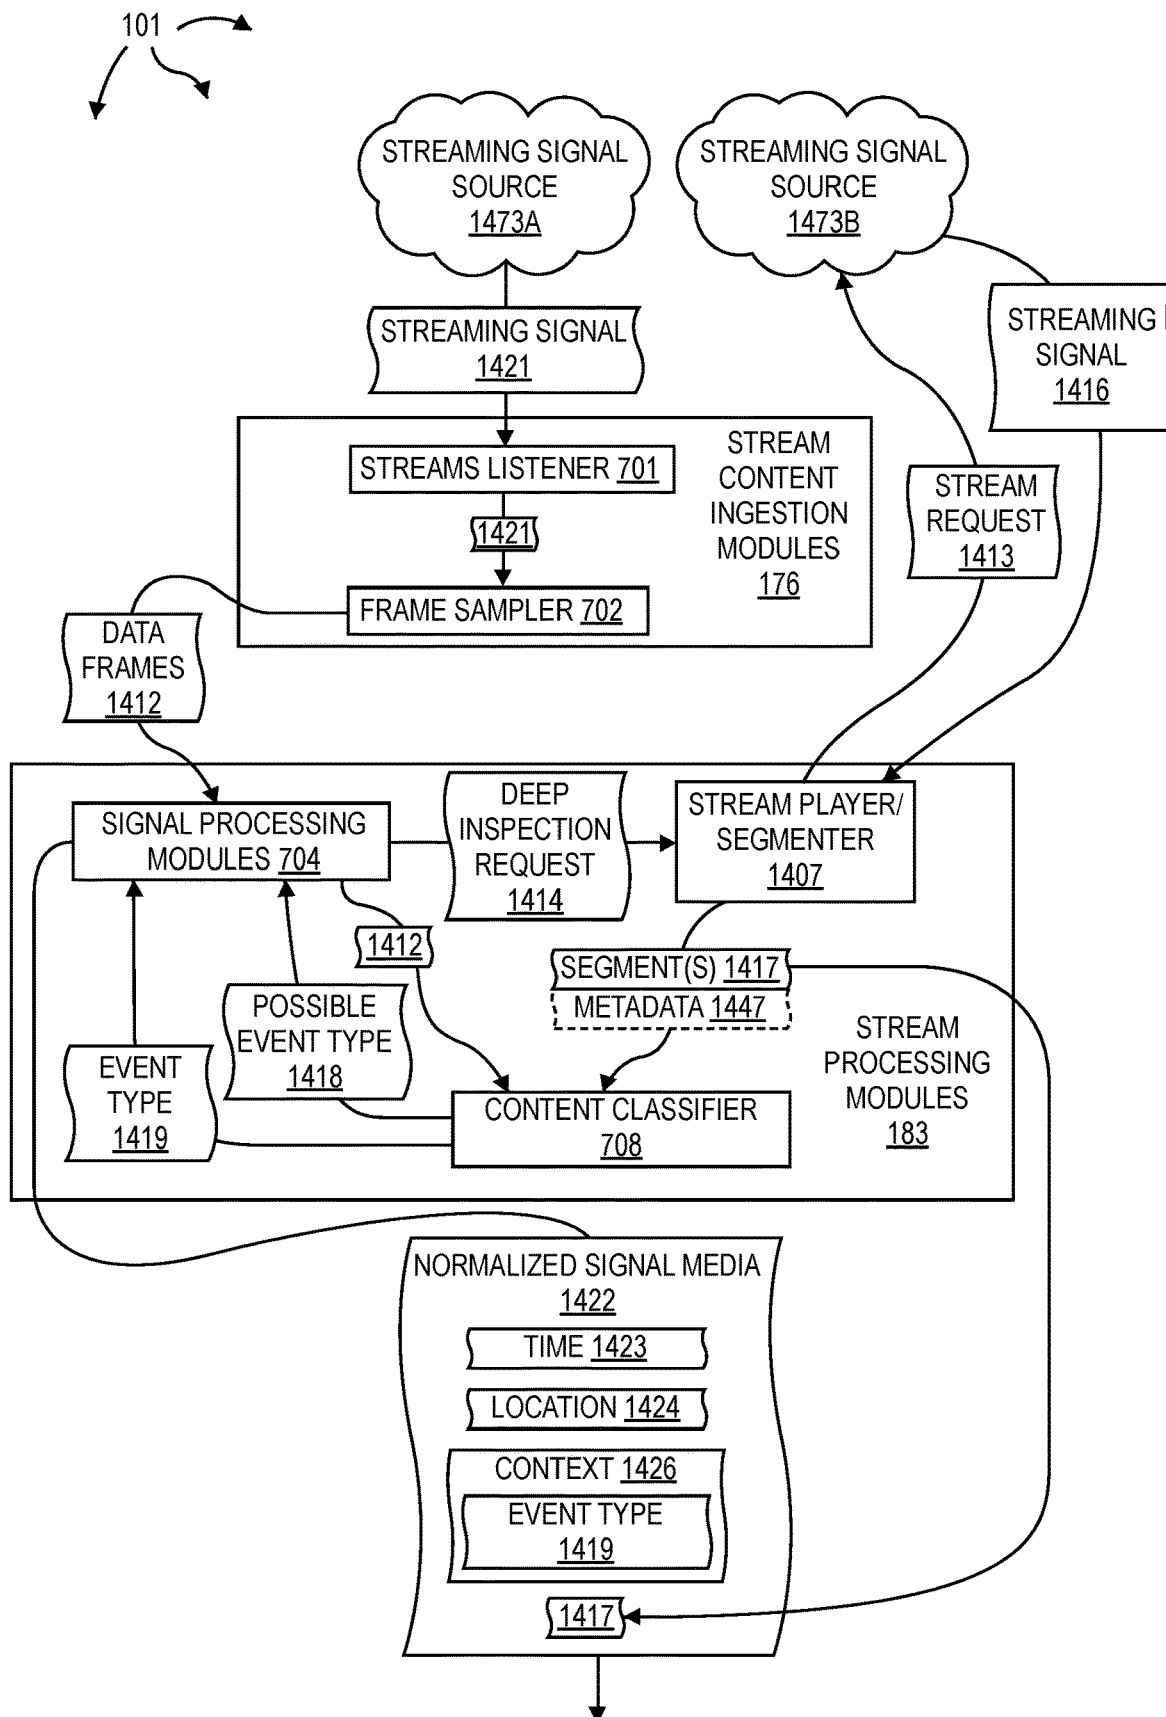 101
STREAMING SIGNAL
SOURCE
1473A
STREAMING SIGNAL
SOURCE
1473B
STREAMING SIGNAL
1421
STREAMING
SIGNAL
1416
STREAMS LISTENER 701
1421
FRAME SAMPLER 702
STREAM
CONTENT
INGESTION
MODULES
176
STREAM
REQUEST
1413
DATA
FRAMES
1412
SIGNAL PROCESSING
MODULES 704
DEEP
INSPECTION
REQUEST
1414
STREAM PLAYER/
SEGMENTER
1407
1412
SEGMENT(S) 1417
METADATA 1447
POSSIBLE
EVENT TYPE
1418
EVENT
TYPE
1419
CONTENT CLASSIFIER
708
STREAM
PROCESSING
MODULES
183
NORMALIZED SIGNAL MEDIA
1422
TIME 1423
LOCATION 1424
CONTEXT 1426
EVENT TYPE
1419
1417